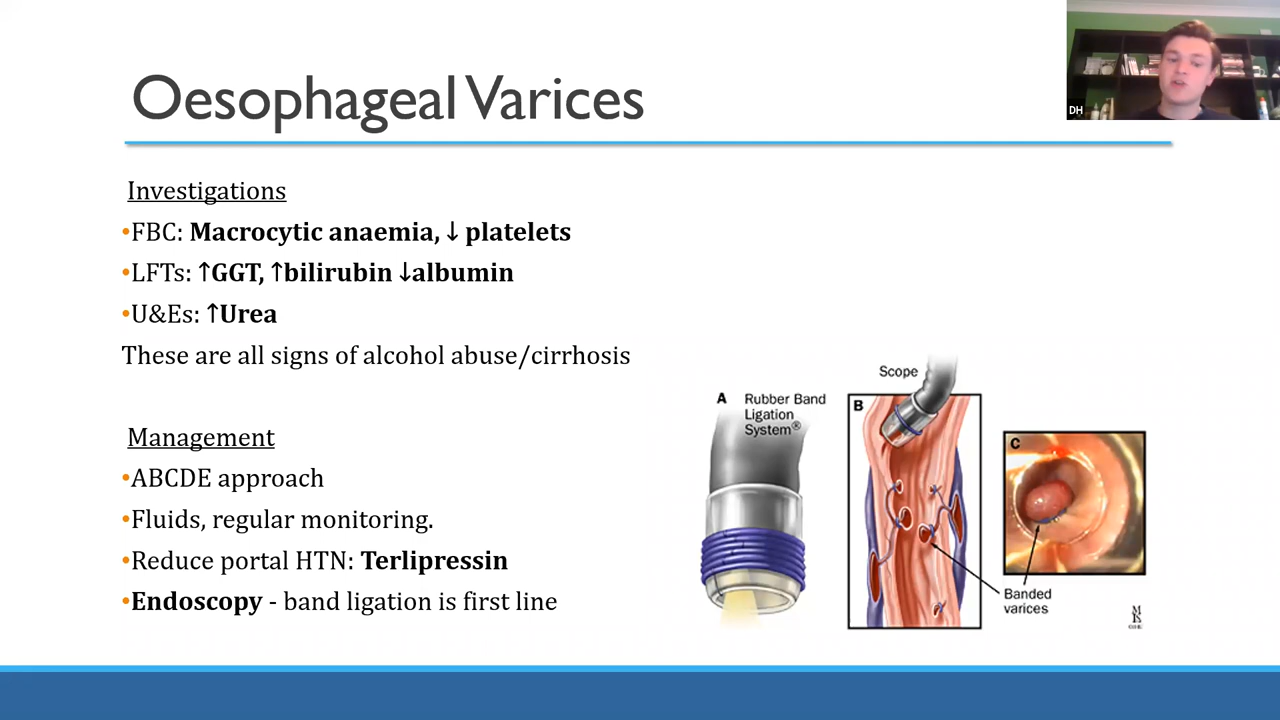 Oesophageal Varices
DH
Investigations
•FBC: Macrocytic anaemia, ↓ platelets
•LFTs: ↑GGT, ↑bilirubin ↓albumin
•U&Es: ↑Urea
These are all signs of alcohol abuse/cirrhosis
Management
•ABCDE approach
•Fluids, regular monitoring.
•Reduce portal HTN: Terlipressin
•Endoscopy - band ligation is first line
A
Rubber Band
Ligation
System®
Scope
B
C
Banded
varices